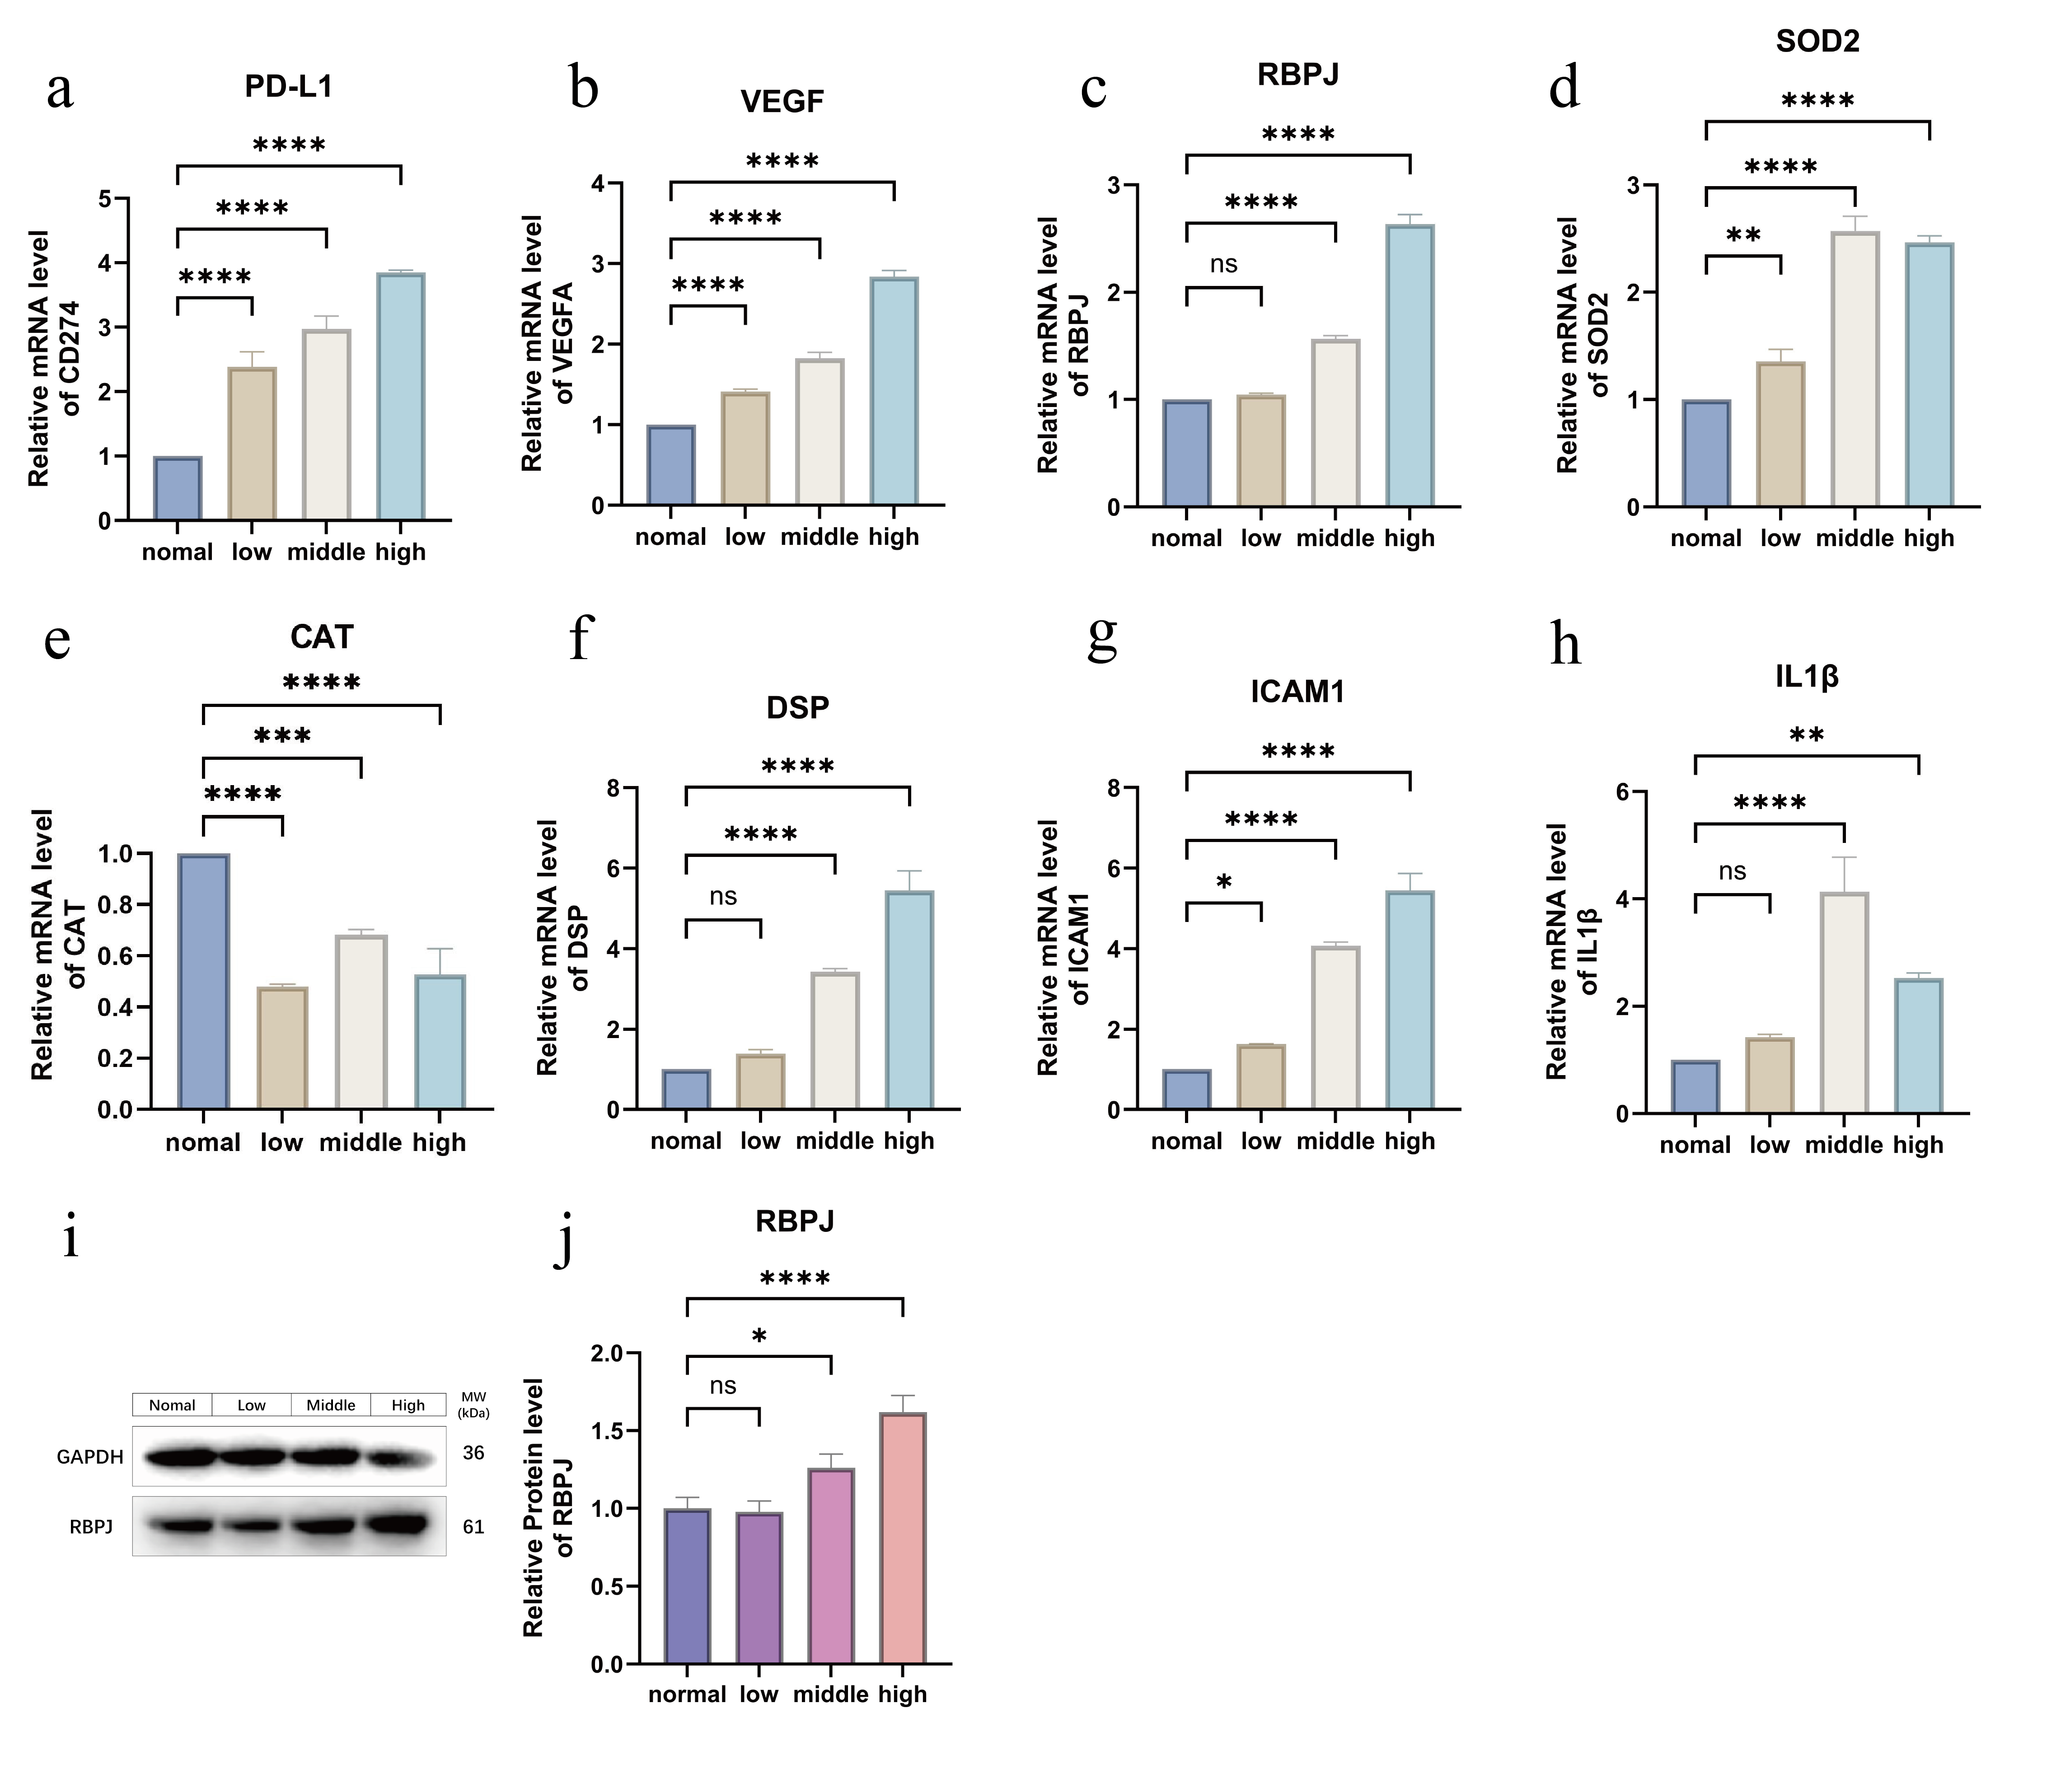 a
PD-L1
****
****
****
Relative mRNA level
of CD274
5
4
3
2
1
0
nomal low middle high
b
VEGF
****
****
****
Relative mRNA level
of VEGFA
4
3
2
1
0
nomal low middle high
c
RBPJ
****
****
ns
Relative mRNA level
of RBPJ
3
2
1
0
nomal low middle high
d
SOD2
****
****
**
Relative mRNA level
of SOD2
3
2
1
0
nomal low middle high
e
CAT
****
***
****
Relative mRNA level
of CAT
1.0
0.8
0.6
0.4
0.2
0.0
nomal low middle high
f
DSP
****
****
ns
Relative mRNA level
of DSP
8
6
4
2
0
nomal low middle high
g
ICAM1
****
****
*
Relative mRNA level
of ICAM1
8
6
4
2
0
nomal low middle high
h
IL1β
**
****
ns
Relative mRNA level
of IL1β
6
4
2
0
nomal low middle high
i
Nomal Low Middle High
MW
(kDa)
GAPDH 36
RBPJ 61
j
RBPJ
****
*
ns
Relative Protein level
of RBPJ
2.0
1.5
1.0
0.5
0.0
normal low middle high